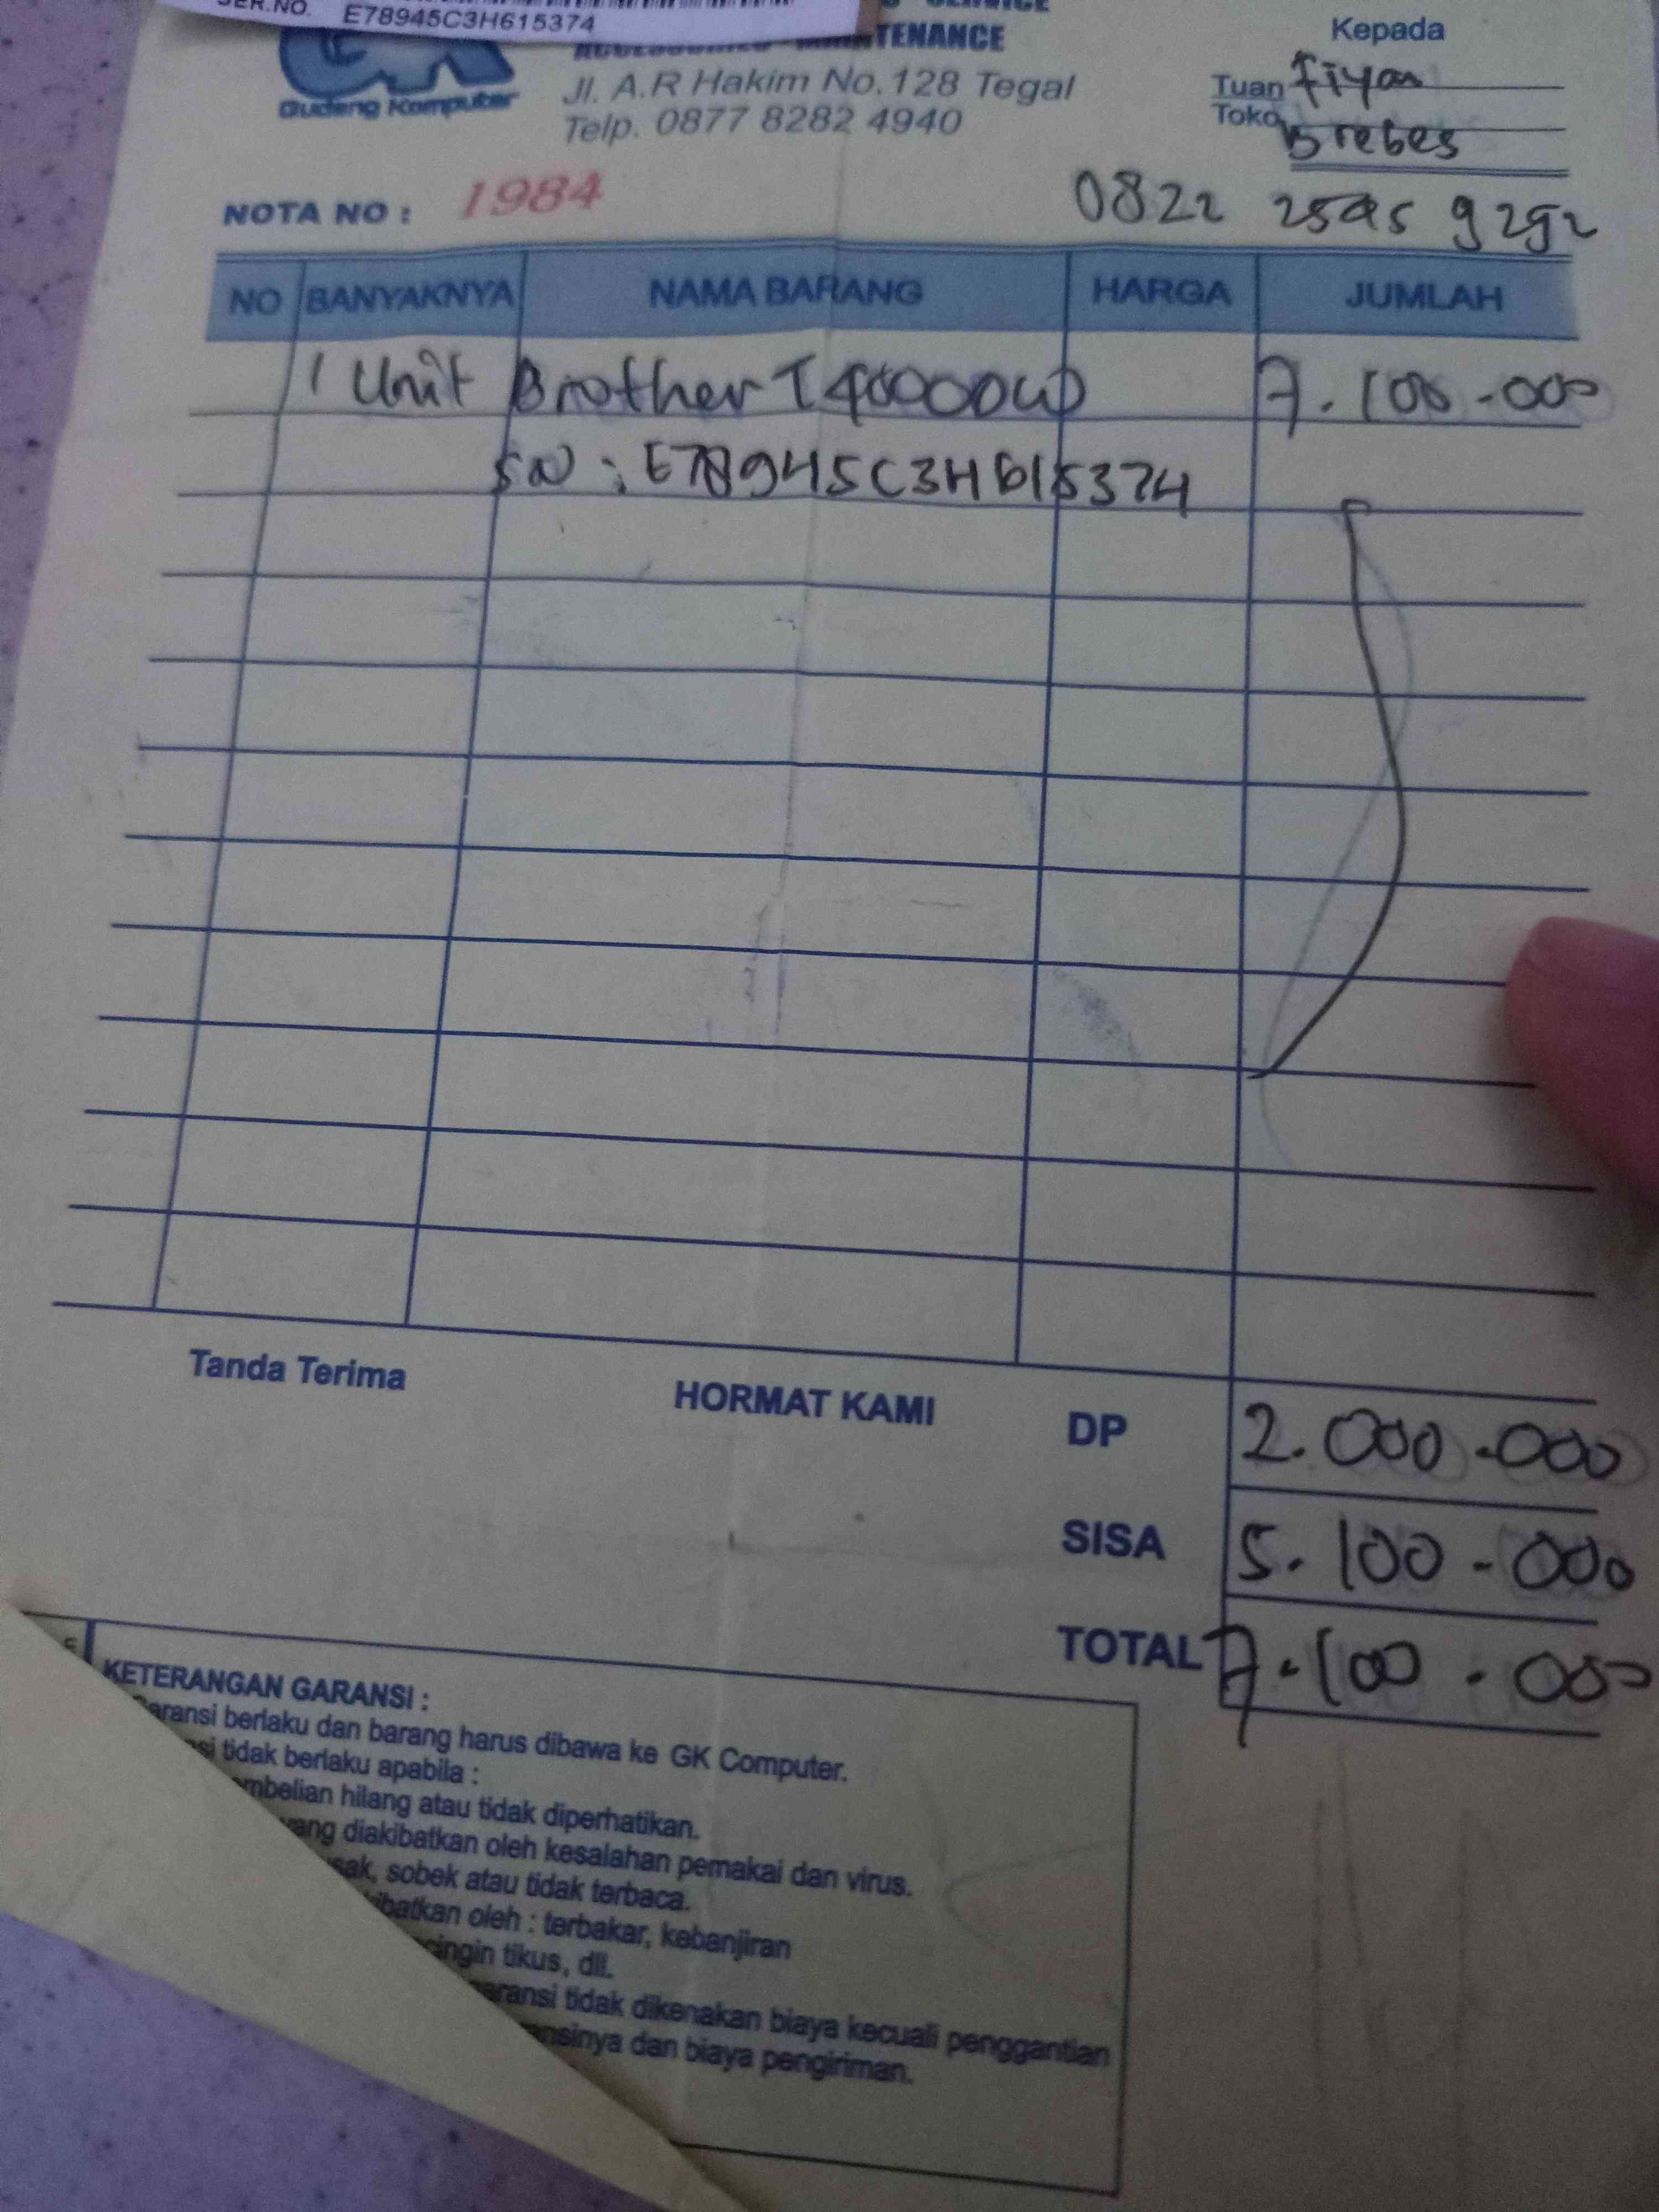 SER.NO. E78945C3H615374
TENANCE
Jl. A.R Hakim No.128 Tegal
Telp. 0877 8282 4940
Gudeng Komputer
Kepada
Tuan Fiyan
Toko Brebes
NOTA NO : 1984
0822
NO BANYAKNYA NAMA BARANG HARGA JUMLAH
1 Unit Brother 7.100.000
SN : E78945C3H615374
Tanda Terima HORMAT KAMI
DP 2.000.000
SISA 5.100.000
TOTAL 7.100.000
KETERANGAN GARANSI :
berlaku dan barang harus dibawa ke GK Computer.
tidak berlaku apabila :
hilang atau tidak diperhatikan.
diakibatkan oleh kesalahan pemakai dan virus.
sobek atau tidak terbaca.
oleh : terbakar, kebanjiran
tikus, dll.
tidak dikenakan biaya kecuali penggantian
dan biaya pengiriman.